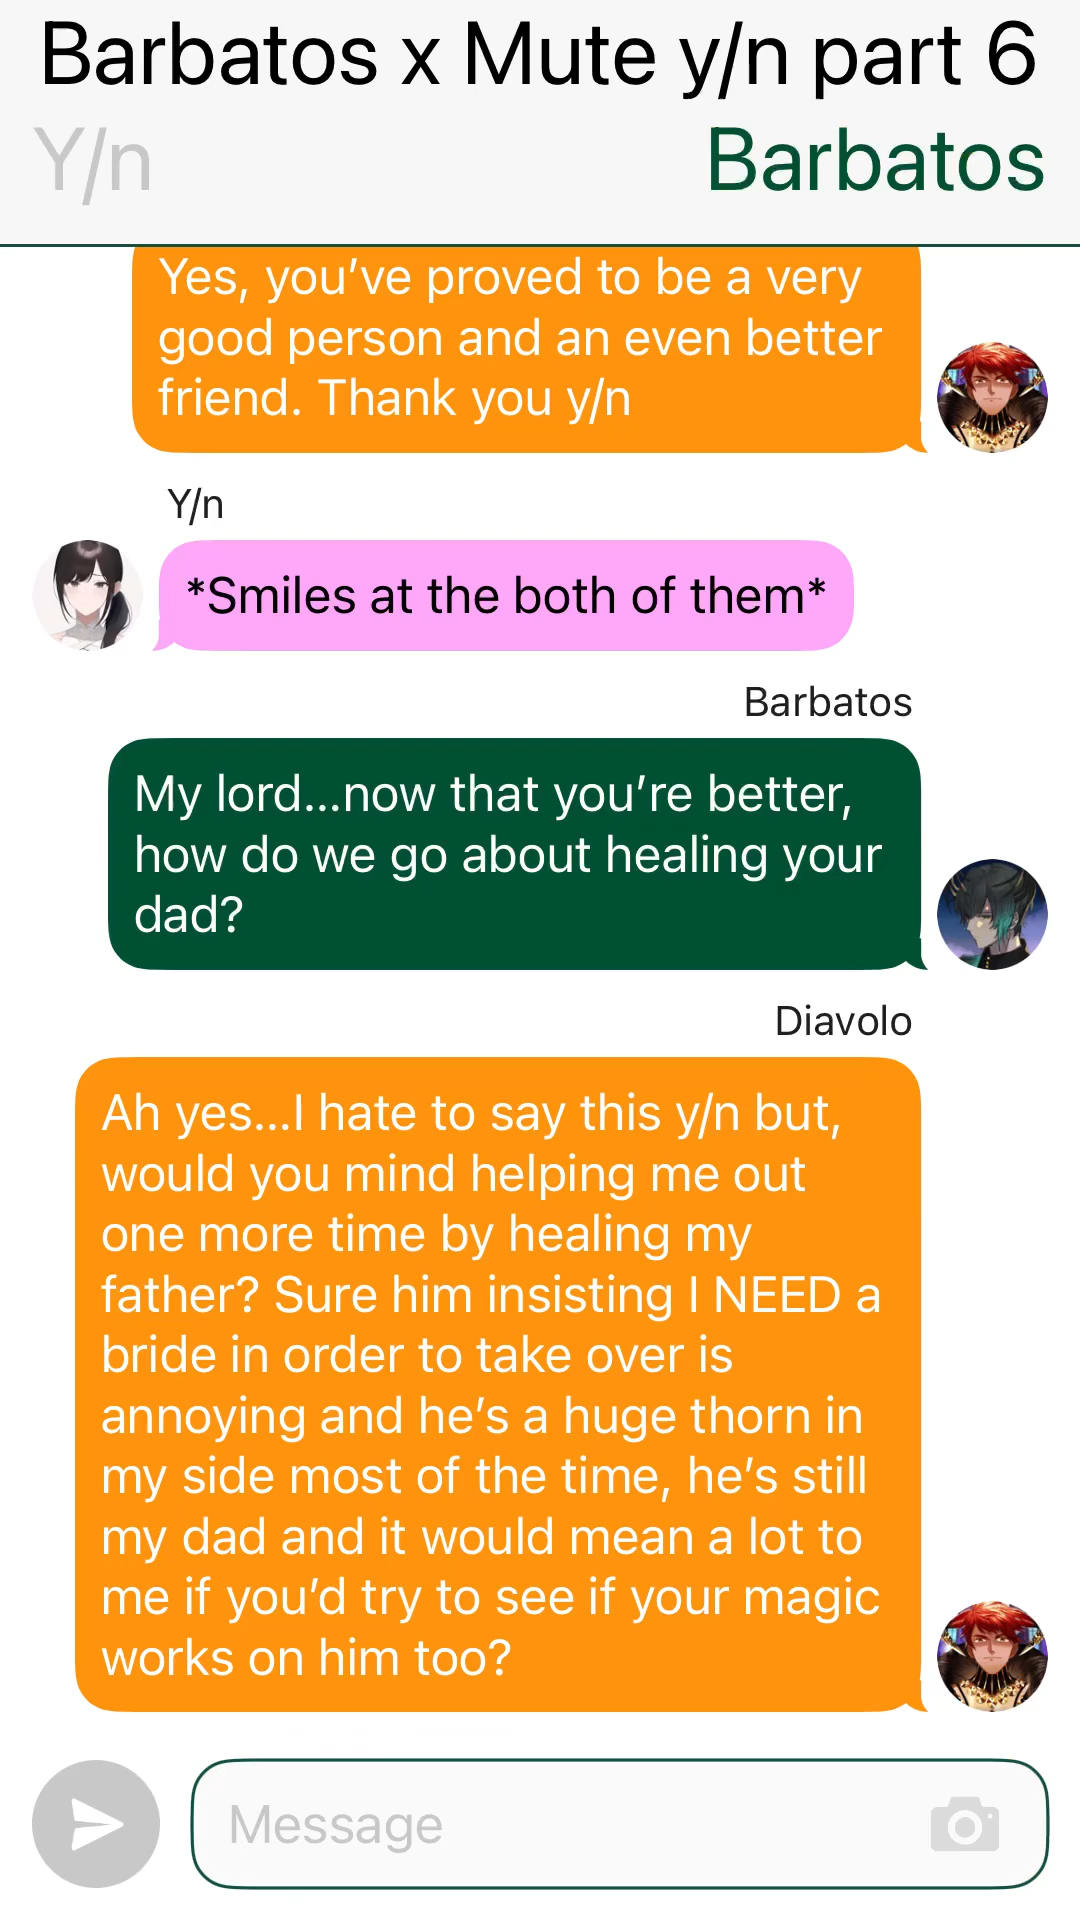 Barbatos x Mute y/n part 6
Y/n
Barbatos
Yes, you’ve proved to be a very
good person and an even better
friend. Thank you y/n
Y/n
*Smiles at the both of them*
Barbatos
My lord...now that you’re better,
how do we go about healing your
dad?
Diavolo
Ah yes...I hate to say this y/n but,
would you mind helping me out
one more time by healing my
father? Sure him insisting I NEED a
bride in order to take over is
annoying and he’s a huge thorn in
my side most of the time, he’s still
my dad and it would mean a lot to
me if you’d try to see if your magic
works on him too?
Message